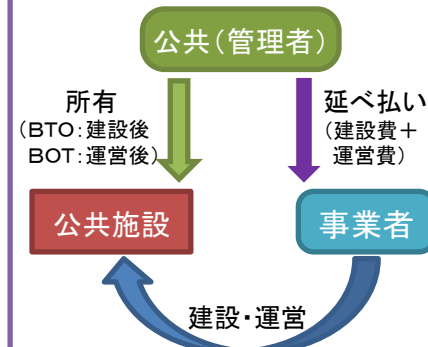 公共(管理者)
所有
(BTO:建設後
BOT:運営後)
延べ払い
(建設費+
運営費)
公共施設
事業者
建設・運営